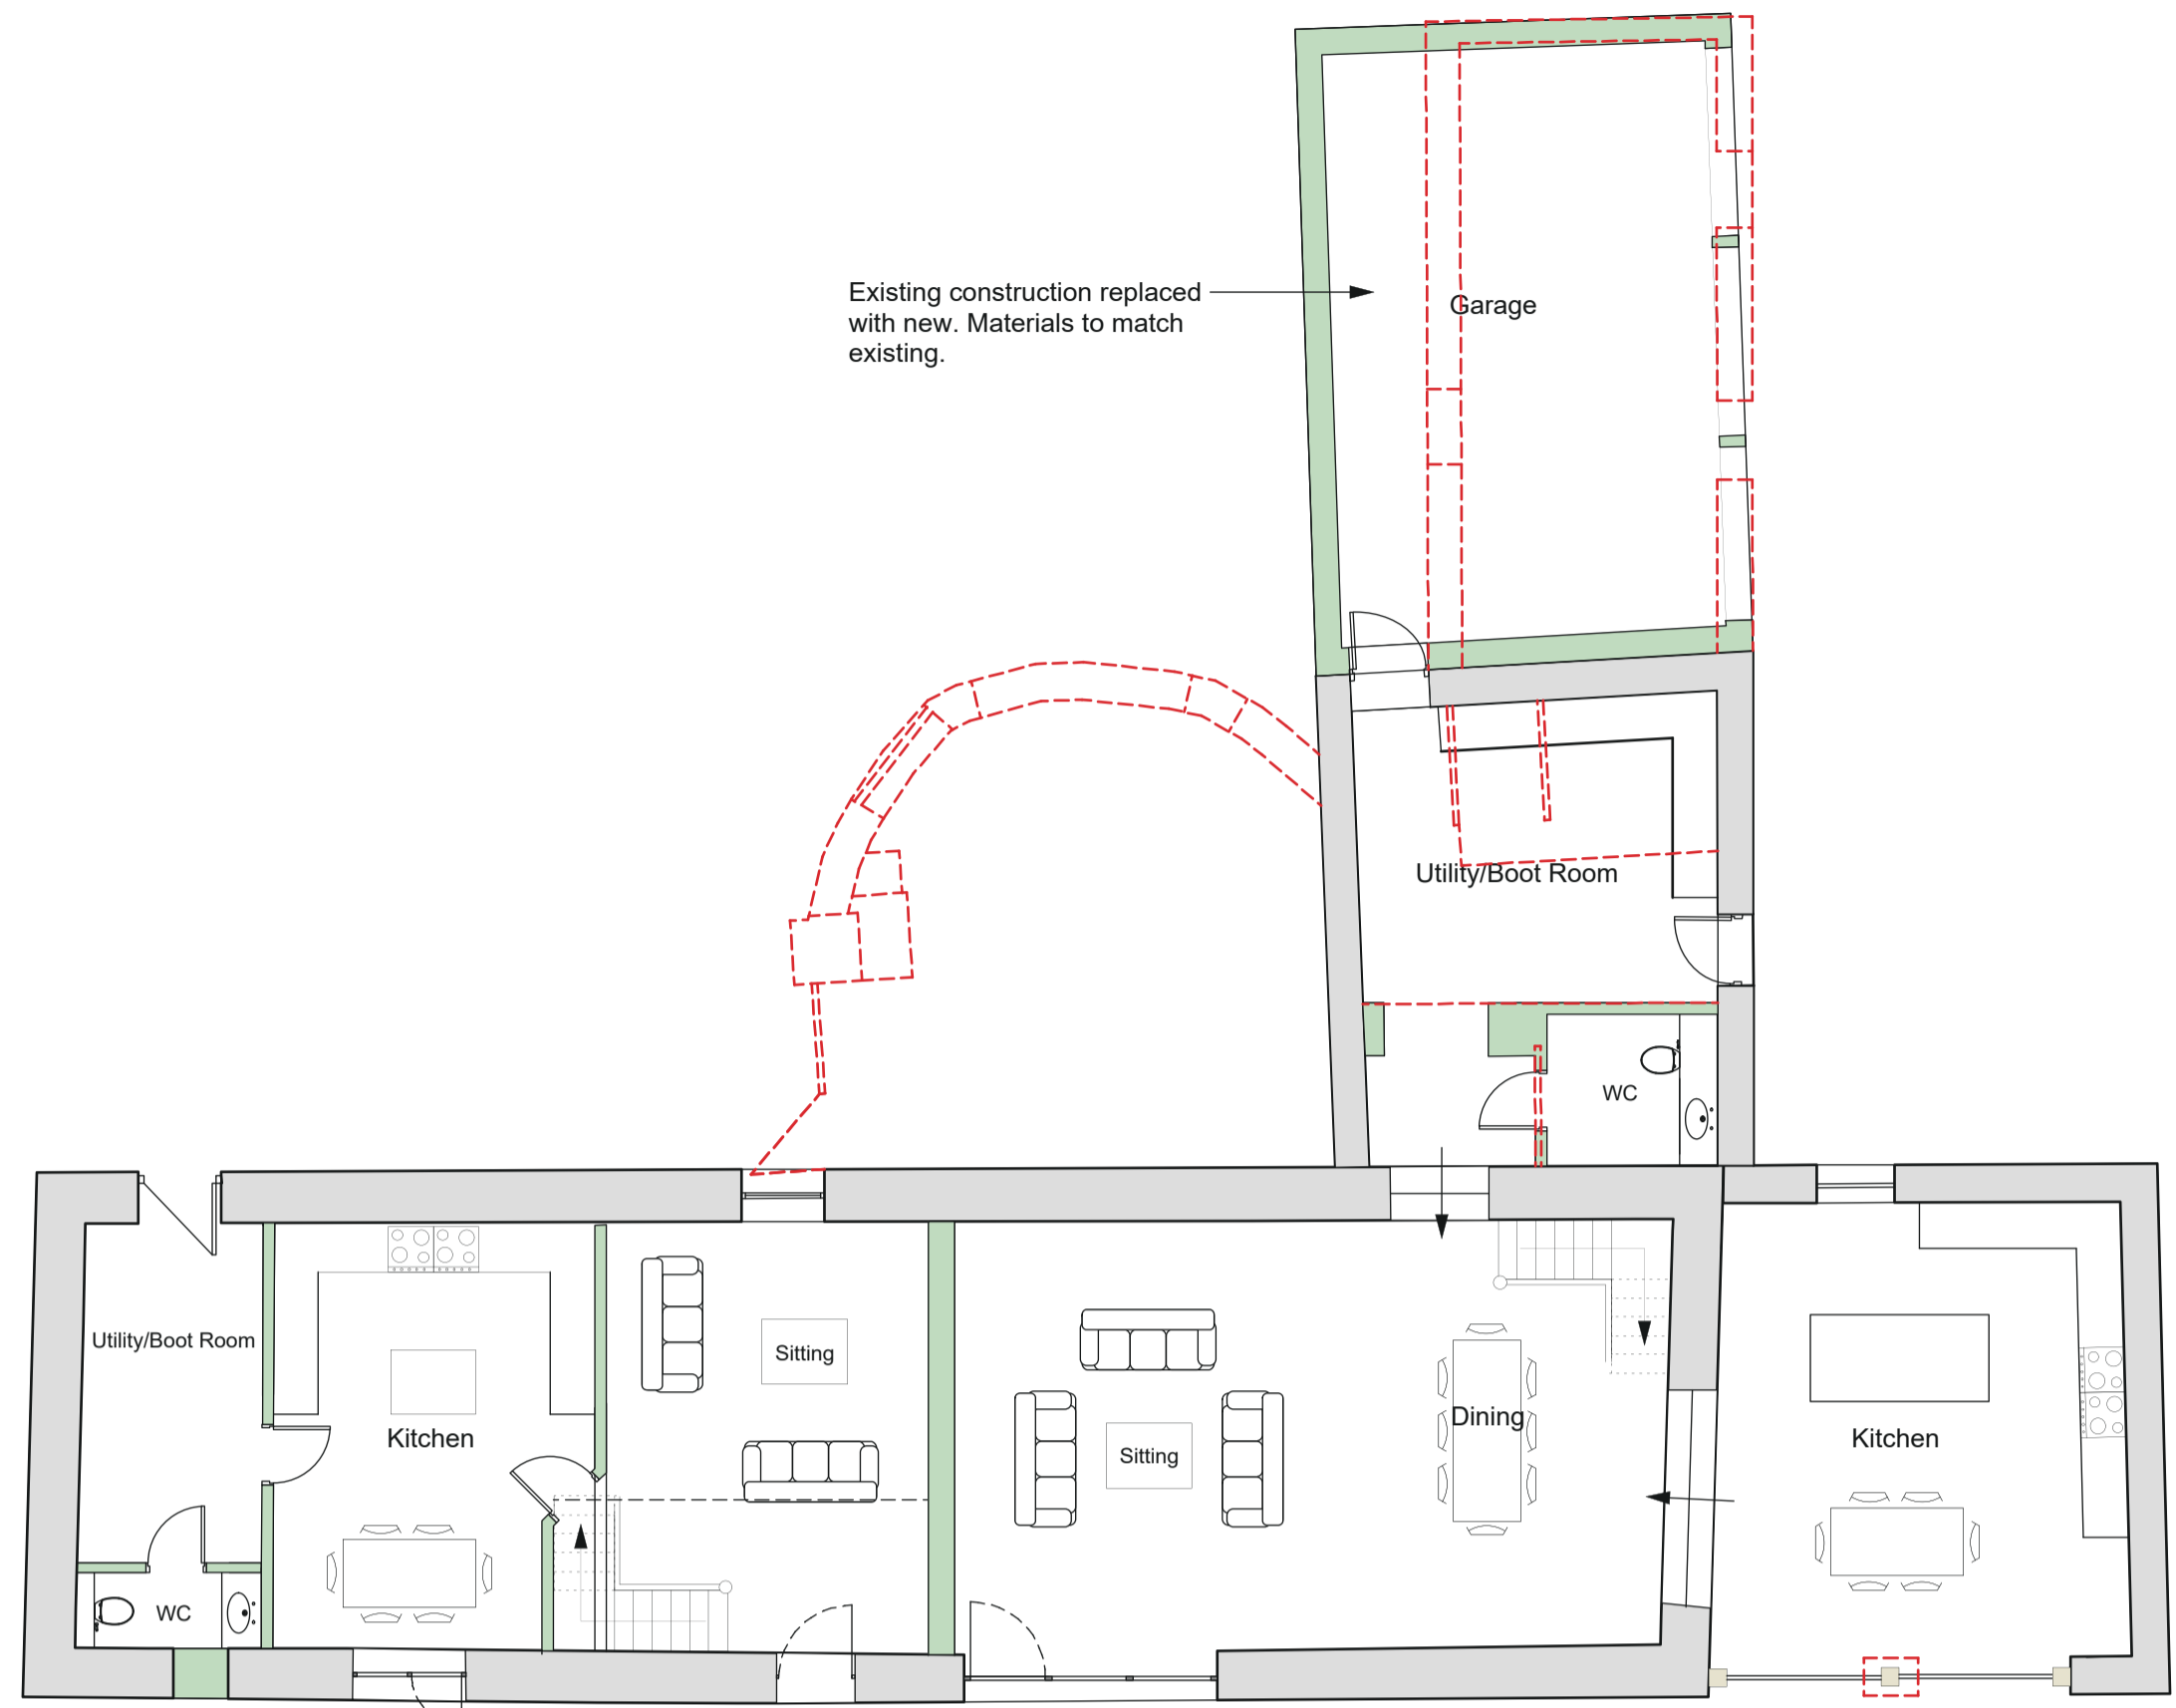 Existing construction replaced
with new. Materials to match
existing.
Garage
Utility/Boot Room
WC
Utility/Boot Room
Kitchen
Sitting
Sitting
Dining
Kitchen
WC